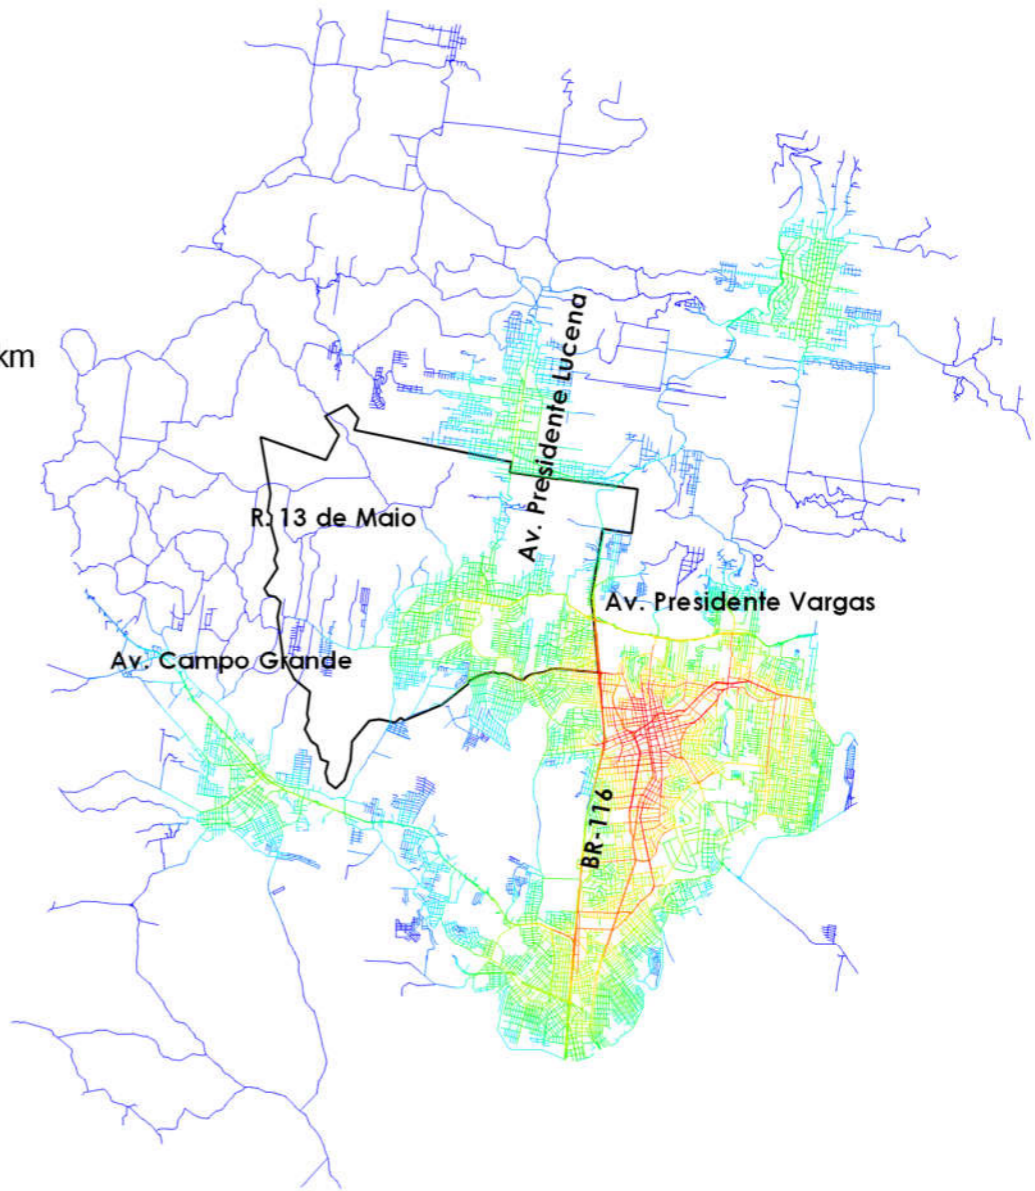 Av. Presidente Lucena
km
R. 13 de Maio
Av. Presidente Vargas
Av. Campo Grande
BR-116